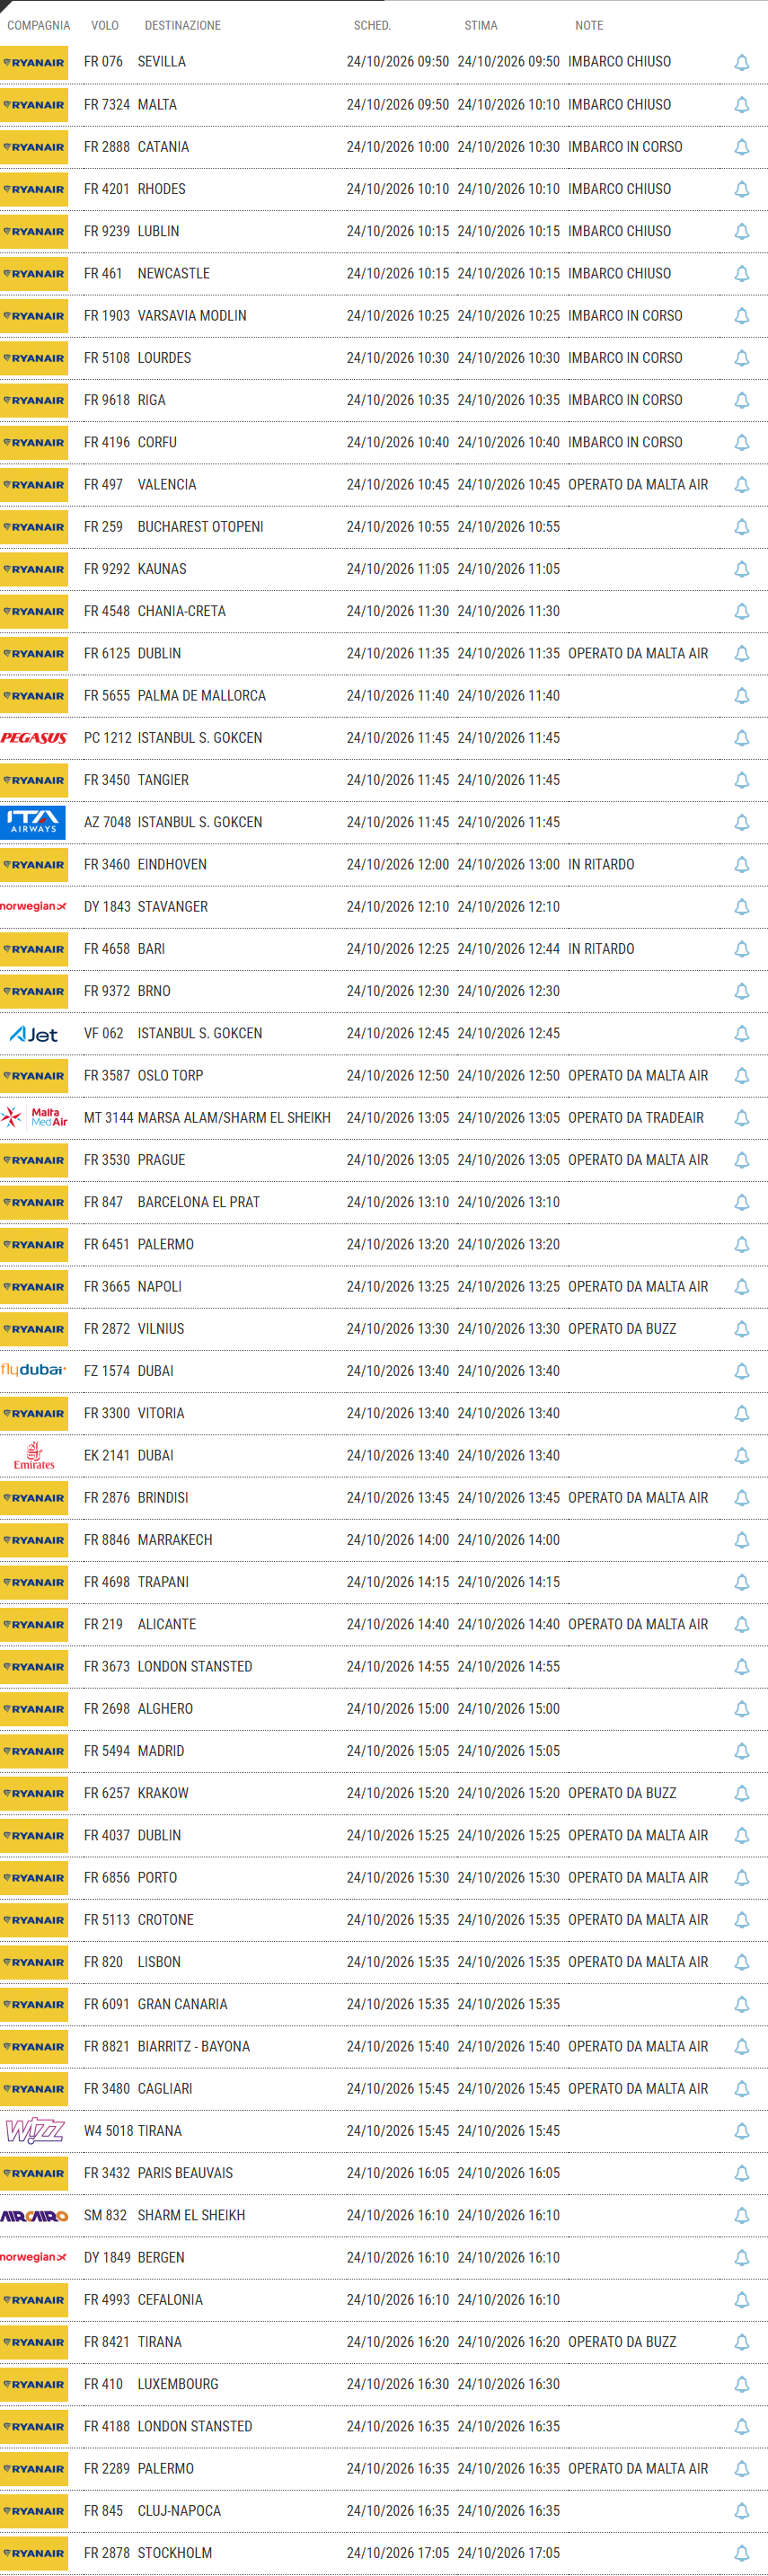 COMPAGNIA VOLO DESTINAZIONE SCHED. STIMA NOTE
RYANAIR FR 076 SEVILLA 24/10/2026 09:50 24/10/2026 09:50 IMBARCO CHIUSO
RYANAIR FR 7324 MALTA 24/10/2026 09:50 24/10/2026 10:10 IMBARCO CHIUSO
RYANAIR FR 2888 CATANIA 24/10/2026 10:00 24/10/2026 10:30 IMBARCO IN CORSO
RYANAIR FR 4201 RHODES 24/10/2026 10:10 24/10/2026 10:10 IMBARCO CHIUSO
RYANAIR FR 9239 LUBLIN 24/10/2026 10:15 24/10/2026 10:15 IMBARCO CHIUSO
RYANAIR FR 461 NEWCASTLE 24/10/2026 10:15 24/10/2026 10:15 IMBARCO CHIUSO
RYANAIR FR 1903 VARSAVIA MODLIN 24/10/2026 10:25 24/10/2026 10:25 IMBARCO IN CORSO
RYANAIR FR 5108 LOURDES 24/10/2026 10:30 24/10/2026 10:30 IMBARCO IN CORSO
RYANAIR FR 9618 RIGA 24/10/2026 10:35 24/10/2026 10:35 IMBARCO IN CORSO
RYANAIR FR 4196 CORFU 24/10/2026 10:40 24/10/2026 10:40 IMBARCO IN CORSO
RYANAIR FR 497 VALENCIA 24/10/2026 10:45 24/10/2026 10:45 OPERATO DA MALTA AIR
RYANAIR FR 259 BUCHAREST OTOPENI 24/10/2026 10:55 24/10/2026 10:55
RYANAIR FR 9292 KAUNAS 24/10/2026 11:05 24/10/2026 11:05
RYANAIR FR 4548 CHANIA-CRETA 24/10/2026 11:30 24/10/2026 11:30
RYANAIR FR 6125 DUBLIN 24/10/2026 11:35 24/10/2026 11:35 OPERATO DA MALTA AIR
RYANAIR FR 5655 PALMA DE MALLORCA 24/10/2026 11:40 24/10/2026 11:40
PEGASUS PC 1212 ISTANBUL S. GOKCEN 24/10/2026 11:45 24/10/2026 11:45
RYANAIR FR 3450 TANGIER 24/10/2026 11:45 24/10/2026 11:45
ITA AIRWAYS AZ 7048 ISTANBUL S. GOKCEN 24/10/2026 11:45 24/10/2026 11:45
RYANAIR FR 3460 EINDHOVEN 24/10/2026 12:00 24/10/2026 13:00 IN RITARDO
norwegian DY 1843 STAVANGER 24/10/2026 12:10 24/10/2026 12:10
RYANAIR FR 4658 BARI 24/10/2026 12:25 24/10/2026 12:44 IN RITARDO
RYANAIR FR 9372 BRNO 24/10/2026 12:30 24/10/2026 12:30
AJet VF 062 ISTANBUL S. GOKCEN 24/10/2026 12:45 24/10/2026 12:45
RYANAIR FR 3587 OSLO TORP 24/10/2026 12:50 24/10/2026 12:50 OPERATO DA MALTA AIR
Malta MedAir MT 3144 MARSA ALAM/SHARM EL SHEIKH 24/10/2026 13:05 24/10/2026 13:05 OPERATO DA TRADEAIR
RYANAIR FR 3530 PRAGUE 24/10/2026 13:05 24/10/2026 13:05 OPERATO DA MALTA AIR
RYANAIR FR 847 BARCELONA EL PRAT 24/10/2026 13:10 24/10/2026 13:10
RYANAIR FR 6451 PALERMO 24/10/2026 13:20 24/10/2026 13:20
RYANAIR FR 3665 NAPOLI 24/10/2026 13:25 24/10/2026 13:25 OPERATO DA MALTA AIR
RYANAIR FR 2872 VILNIUS 24/10/2026 13:30 24/10/2026 13:30 OPERATO DA BUZZ
flydubai FZ 1574 DUBAI 24/10/2026 13:40 24/10/2026 13:40
RYANAIR FR 3300 VITORIA 24/10/2026 13:40 24/10/2026 13:40
Emirates EK 2141 DUBAI 24/10/2026 13:40 24/10/2026 13:40
RYANAIR FR 2876 BRINDISI 24/10/2026 13:45 24/10/2026 13:45 OPERATO DA MALTA AIR
RYANAIR FR 8846 MARRAKECH 24/10/2026 14:00 24/10/2026 14:00
RYANAIR FR 4698 TRAPANI 24/10/2026 14:15 24/10/2026 14:15
RYANAIR FR 219 ALICANTE 24/10/2026 14:40 24/10/2026 14:40 OPERATO DA MALTA AIR
RYANAIR FR 3673 LONDON STANSTED 24/10/2026 14:55 24/10/2026 14:55
RYANAIR FR 2698 ALGHERO 24/10/2026 15:00 24/10/2026 15:00
RYANAIR FR 5494 MADRID 24/10/2026 15:05 24/10/2026 15:05
RYANAIR FR 6257 KRAKOW 24/10/2026 15:20 24/10/2026 15:20 OPERATO DA BUZZ
RYANAIR FR 4037 DUBLIN 24/10/2026 15:25 24/10/2026 15:25 OPERATO DA MALTA AIR
RYANAIR FR 6856 PORTO 24/10/2026 15:30 24/10/2026 15:30 OPERATO DA MALTA AIR
RYANAIR FR 5113 CROTONE 24/10/2026 15:35 24/10/2026 15:35 OPERATO DA MALTA AIR
RYANAIR FR 820 LISBON 24/10/2026 15:35 24/10/2026 15:35 OPERATO DA MALTA AIR
RYANAIR FR 6091 GRAN CANARIA 24/10/2026 15:35 24/10/2026 15:35
RYANAIR FR 8821 BIARRITZ - BAYONA 24/10/2026 15:40 24/10/2026 15:40 OPERATO DA MALTA AIR
RYANAIR FR 3480 CAGLIARI 24/10/2026 15:45 24/10/2026 15:45 OPERATO DA MALTA AIR
WIZZ W4 5018 TIRANA 24/10/2026 15:45 24/10/2026 15:45
RYANAIR FR 3432 PARIS BEAUVAIS 24/10/2026 16:05 24/10/2026 16:05
AIRCAIRO SM 832 SHARM EL SHEIKH 24/10/2026 16:10 24/10/2026 16:10
norwegian DY 1849 BERGEN 24/10/2026 16:10 24/10/2026 16:10
RYANAIR FR 4993 CEFALONIA 24/10/2026 16:10 24/10/2026 16:10
RYANAIR FR 8421 TIRANA 24/10/2026 16:20 24/10/2026 16:20 OPERATO DA BUZZ
RYANAIR FR 410 LUXEMBOURG 24/10/2026 16:30 24/10/2026 16:30
RYANAIR FR 4188 LONDON STANSTED 24/10/2026 16:35 24/10/2026 16:35
RYANAIR FR 2289 PALERMO 24/10/2026 16:35 24/10/2026 16:35 OPERATO DA MALTA AIR
RYANAIR FR 845 CLUJ-NAPOCA 24/10/2026 16:35 24/10/2026 16:35
RYANAIR FR 2878 STOCKHOLM 24/10/2026 17:05 24/10/2026 17:05